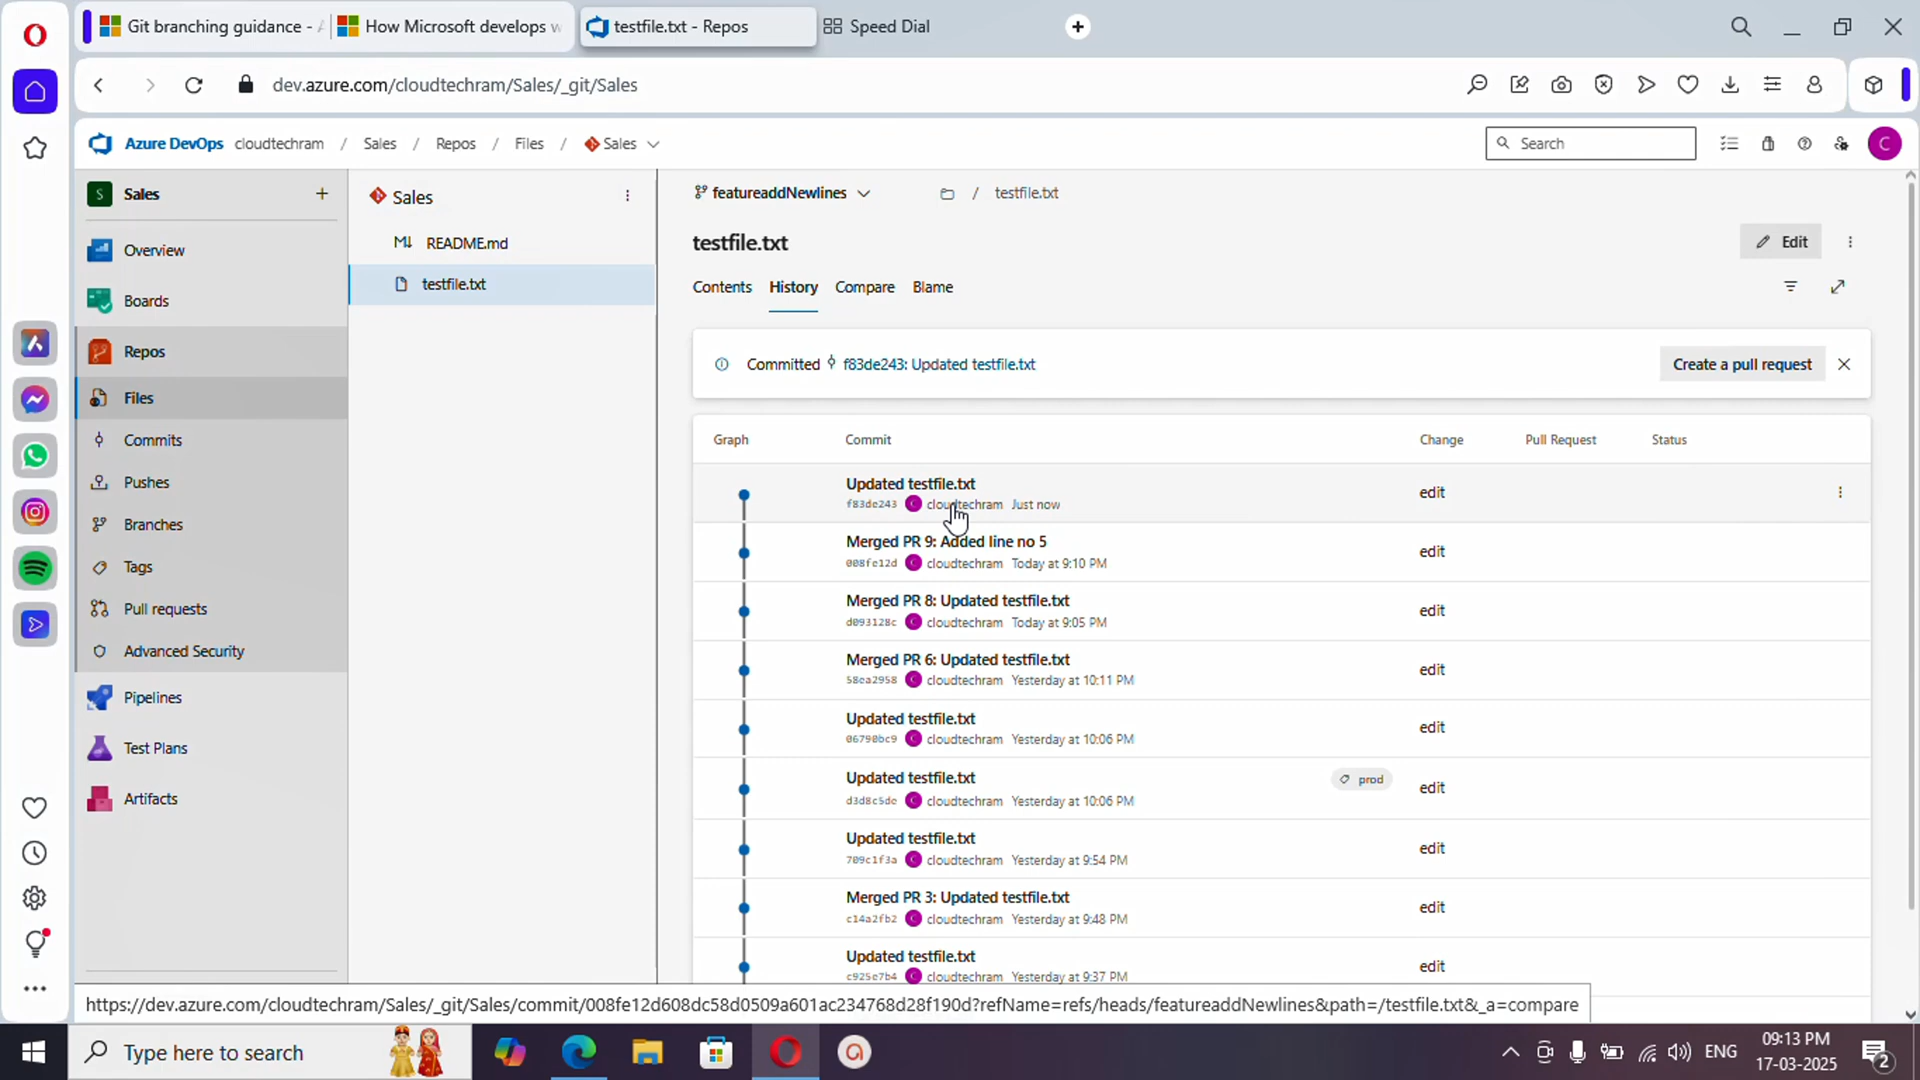 Git branching guidance - A
How Microsoft develops w
testfile.txt - Repos
Speed Dial
dev.azure.com/cloudtechram/Sales/_git/Sales
Azure DevOps cloudtechram / Sales / Repos / Files / Sales
Search
C
S Sales
Overview
Boards
Repos
Files
Commits
Pushes
Branches
Tags
Pull requests
Advanced Security
Pipelines
Test Plans
Artifacts
Sales
README.md
testfile.txt
featureaddNewlines / testfile.txt
testfile.txt
Edit
Contents History Compare Blame
Committed f83de243: Updated testfile.txt
Create a pull request
Graph Commit Change Pull Request Status
Updated testfile.txt
f83de243 C cloudtechram Just now
edit
Merged PR 9: Added line no 5
008fe12d C cloudtechram Today at 9:10 PM
edit
Merged PR 8: Updated testfile.txt
d093128c C cloudtechram Today at 9:05 PM
edit
Merged PR 6: Updated testfile.txt
58ea2958 C cloudtechram Yesterday at 10:11 PM
edit
Updated testfile.txt
06790bc9 C cloudtechram Yesterday at 10:06 PM
edit
Updated testfile.txt
d3d8c5de C cloudtechram Yesterday at 10:06 PM
prod
edit
Updated testfile.txt
709c1f3a C cloudtechram Yesterday at 9:54 PM
edit
Merged PR 3: Updated testfile.txt
c14a2fb2 C cloudtechram Yesterday at 9:48 PM
edit
Updated testfile.txt
c925e7b4 C cloudtechram Yesterday at 9:37 PM
edit
https://dev.azure.com/cloudtechram/Sales/_git/Sales/commit/008fe12d608dc58d0509a601ac234768d28f190d?refName=refs/heads/featureaddNewlines&path=/testfile.txt&_a=compare
Type here to search
ENG
09:13 PM
17-03-2025
2